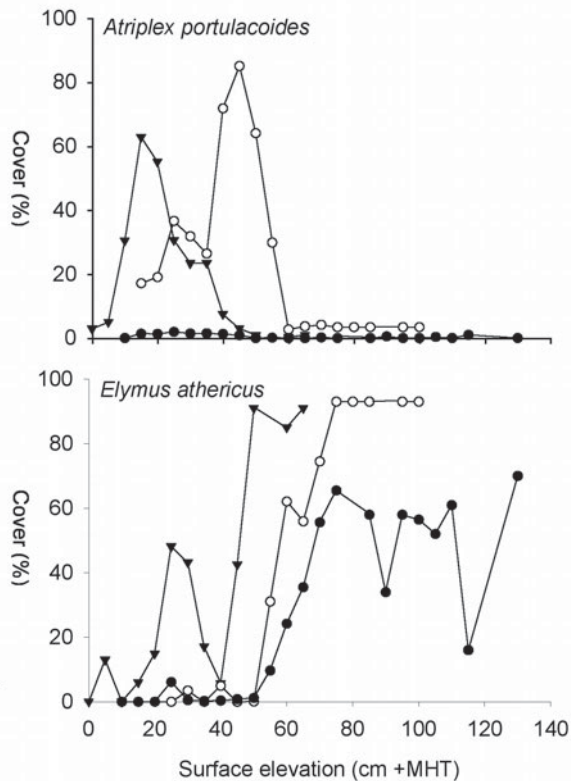 Atriplex portulacoides
Cover (%)
100
80
60
40
20
0
Elymus athericus
Cover (%)
100
80
60
40
20
0
0 20 40 60 80 100 120 140
Surface elevation (cm +MHT)